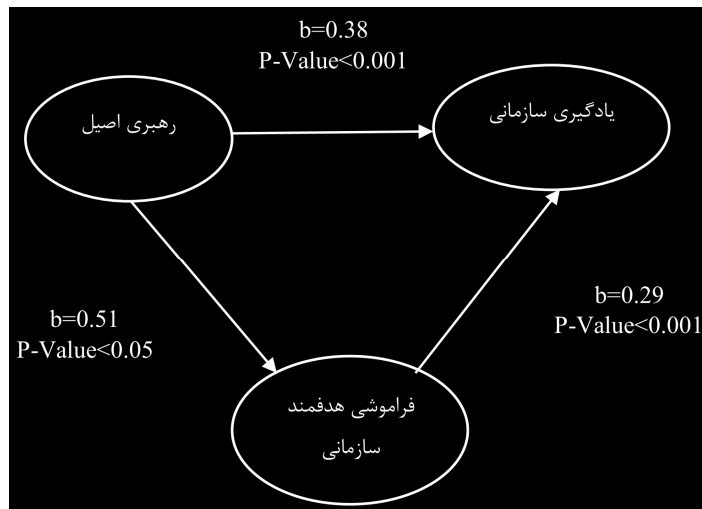 b=0.38
P-Value<0.001
رهبری اصیل
یادگیری سازمانی
b=0.51
P-Value<0.05
b=0.29
P-Value<0.001
فراموشی هدفمند
سازمانی